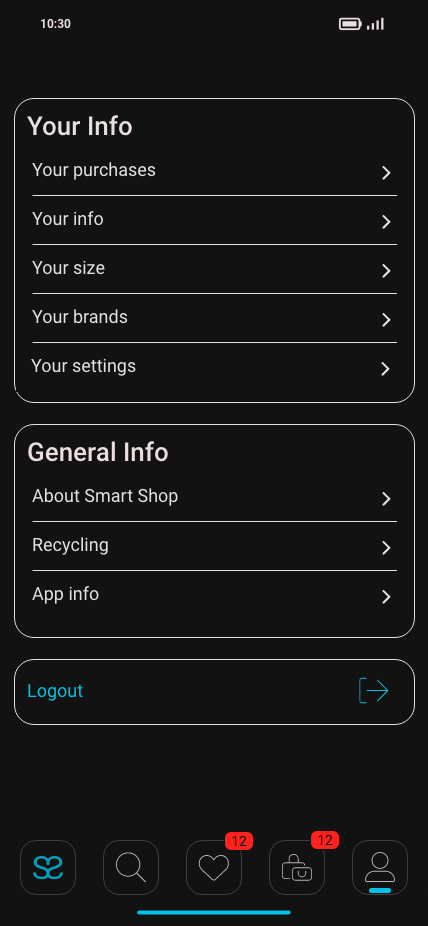 10:30
Your Info
Your purchases
Your info
Your size
Your brands
Your settings
General Info
About Smart Shop
Recycling
App info
Logout
12
12